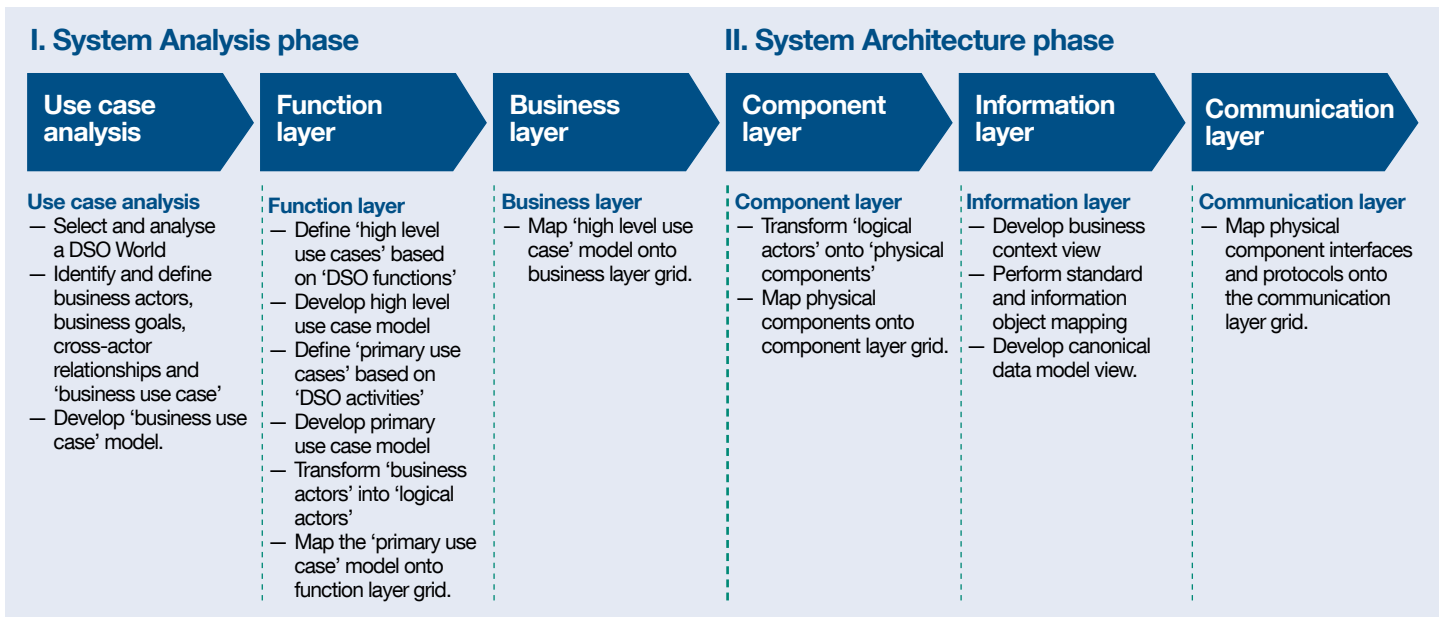 I. System Analysis phase
II. System Architecture phase
Use case
analysis
Function
layer
Business
layer
Component
layer
Information
layer
Communication
layer
Use case analysis
— Select and analyse
a DSO World
— Identify and define
business actors,
business goals,
cross-actor
relationships and
‘business use case’
— Develop ‘business use
case’ model.
Function layer
— Define ‘high level
use cases’ based
on ‘DSO functions’
— Develop high level
use case model
— Define ‘primary use
cases’ based on
‘DSO activities’
— Develop primary
use case model
— Transform ‘business
actors’ into ‘logical
actors’
— Map the ‘primary use
case’ model onto
function layer grid.
Business layer
— Map ‘high level use
case’ model onto
business layer grid.
Component layer
— Transform ‘logical
actors’ onto ‘physical
components’
— Map physical
components onto
component layer grid.
Information layer
— Develop business
context view
— Perform standard
and information
object mapping
— Develop canonical
data model view.
Communication layer
— Map physical
component interfaces
and protocols onto
the communication
layer grid.